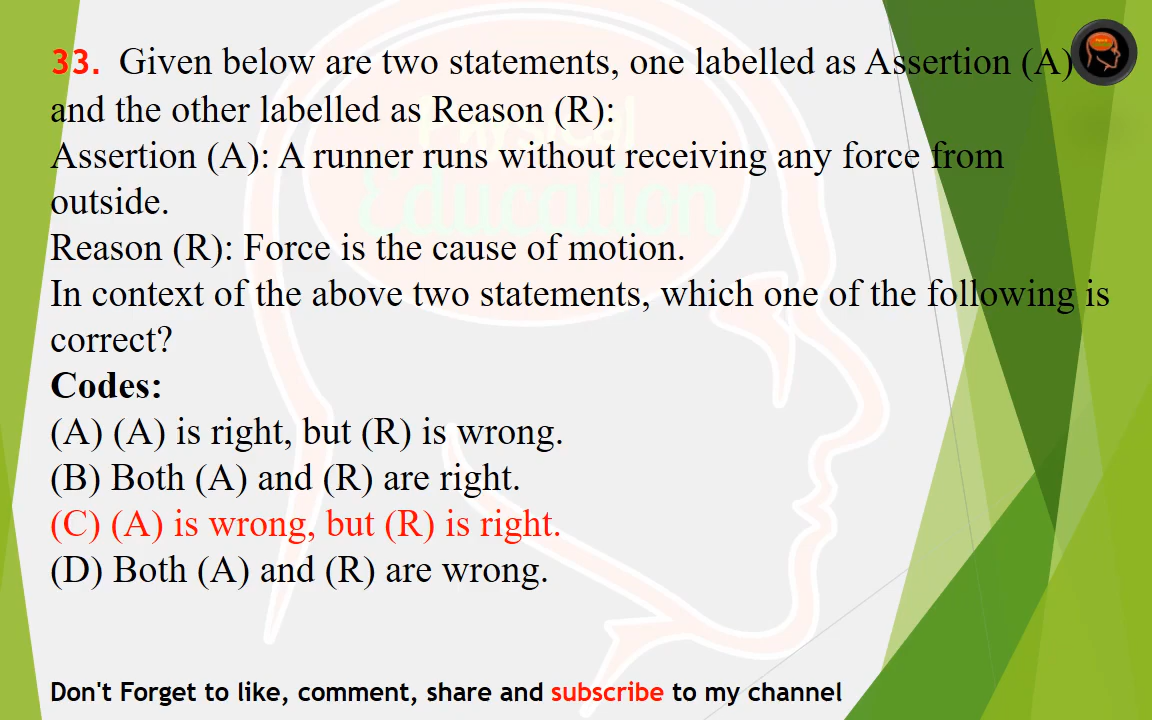 33. Given below are two statements, one labelled as Assertion (A)
and the other labelled as Reason (R):
Assertion (A): A runner runs without receiving any force from
outside.
Reason (R): Force is the cause of motion.
In context of the above two statements, which one of the following is
correct?
Codes:
(A) (A) is right, but (R) is wrong.
(B) Both (A) and (R) are right.
(C) (A) is wrong, but (R) is right.
(D) Both (A) and (R) are wrong.
Don't Forget to like, comment, share and subscribe to my channel
Physical
Education